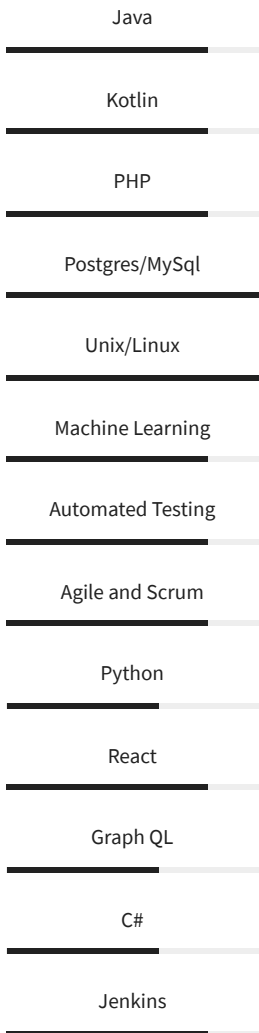 Java
Kotlin
PHP
Postgres/MySql
Unix/Linux
Machine Learning
Automated Testing
Agile and Scrum
Python
React
Graph QL
C#
Jenkins